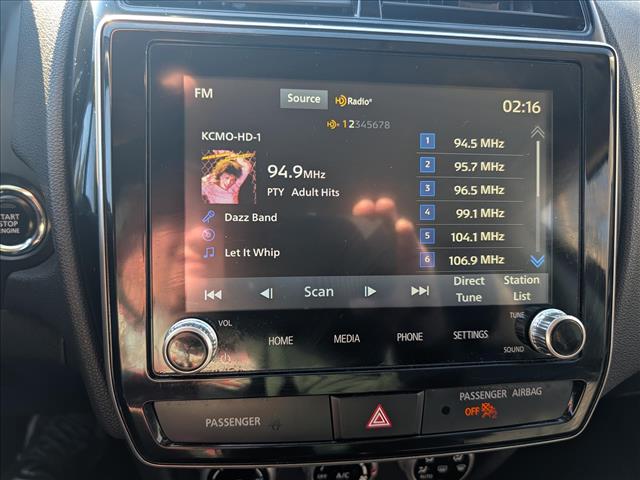 FM
Source
HD Radio®
02:16
HD 12345678
KCMO-HD-1
94.9MHz
PTY Adult Hits
Dazz Band
Let It Whip
1 94.5 MHz
2 95.7 MHz
3 96.5 MHz
4 99.1 MHz
5 104.1 MHz
6 106.9 MHz
Scan
Direct Tune
Station List
START
STOP
ENGINE
VOL
HOME
MEDIA
PHONE
SETTINGS
TUNE
SOUND
PASSENGER
PASSENGER AIRBAG
OFF
OFF
A/C